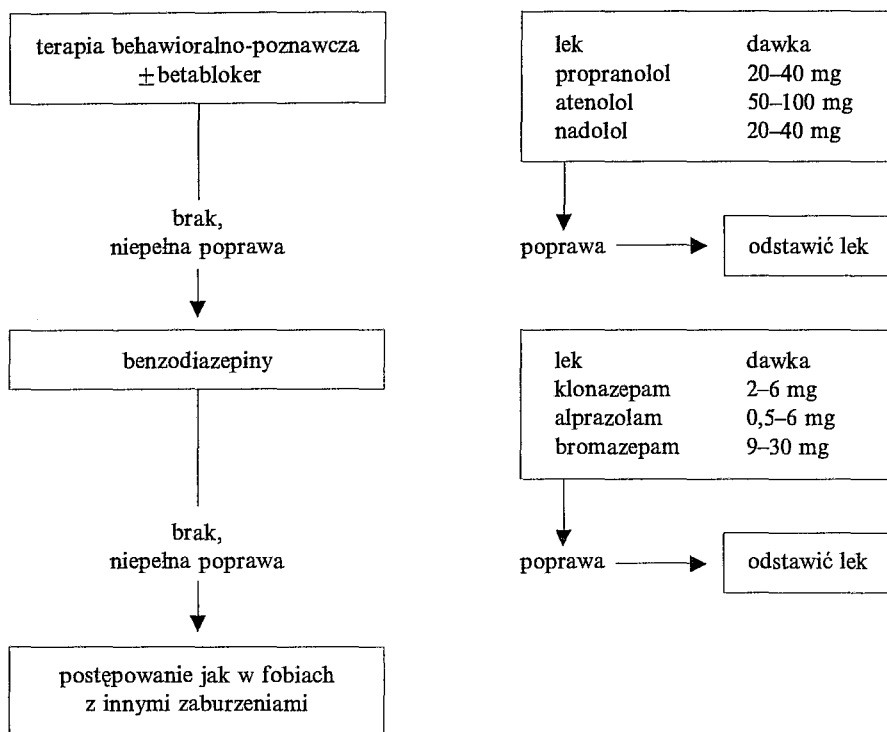 terapia behawioralno-poznawcza
±betabloker
lek dawka
propranolol 20–40 mg
atenolol 50–100 mg
nadolol 20–40 mg
brak,
niepełna poprawa
poprawa
odstawić lek
benzodiazepiny
lek dawka
klonazepam 2–6 mg
alprazolam 0,5–6 mg
bromazepam 9–30 mg
brak,
niepełna poprawa
poprawa
odstawić lek
postępowanie jak w fobiach
z innymi zaburzeniami